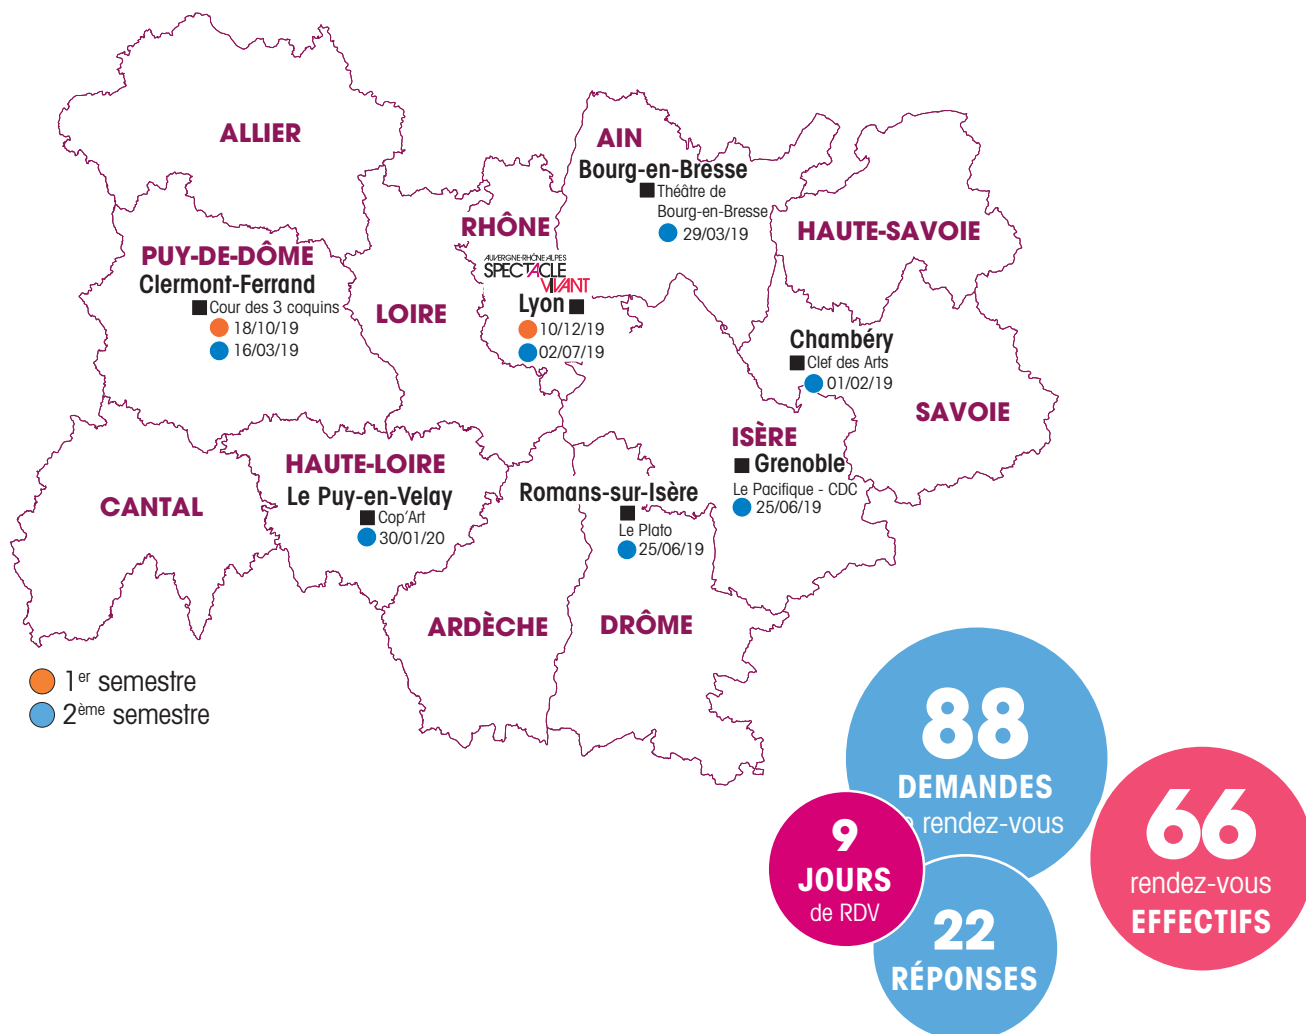 ALLIER
AIN
Bourg-en-Bresse
Théâtre de
Bourg-en-Bresse
29/03/19
HAUTE-SAVOIE
RHÔNE
AUVERGNE-RHÔNE-ALPES
SPECTACLE
VIVANT
Lyon
10/12/19
02/07/19
PUY-DE-DÔME
Clermont-Ferrand
Cour des 3 coquins
18/10/19
16/03/19
LOIRE
Chambéry
Clef des Arts
01/02/19
SAVOIE
ISÈRE
Grenoble
Le Pacifique - CDC
25/06/19
HAUTE-LOIRE
Le Puy-en-Velay
Cop'Art
30/01/20
Romans-sur-Isère
Le Plato
25/06/19
CANTAL
ARDÈCHE
DRÔME
1er semestre
2ème semestre
88
DEMANDES
rendez-vous
9
JOURS
de RDV
22
RÉPONSES
66
rendez-vous
EFFECTIFS